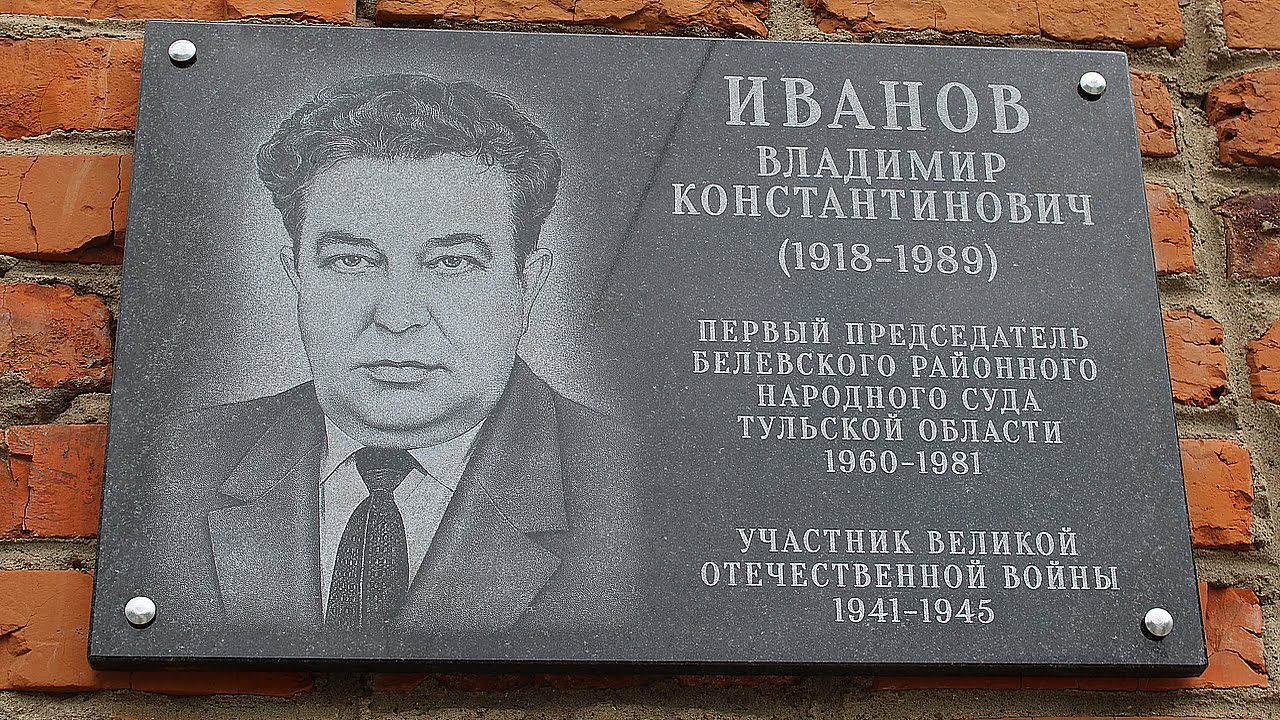 ИВАНОВ
ВЛАДИМИР
КОНСТАНТИНОВИЧ
(1918-1989)
ПЕРВЫЙ ПРЕДСЕДАТЕЛЬ
БЕЛЕВСКОГО РАЙОННОГО
НАРОДНОГО СУДА
ТУЛЬСКОЙ ОБЛАСТИ
1960-1981
УЧАСТНИК ВЕЛИКОЙ
ОТЕЧЕСТВЕННОЙ ВОЙНЫ
1941-1945